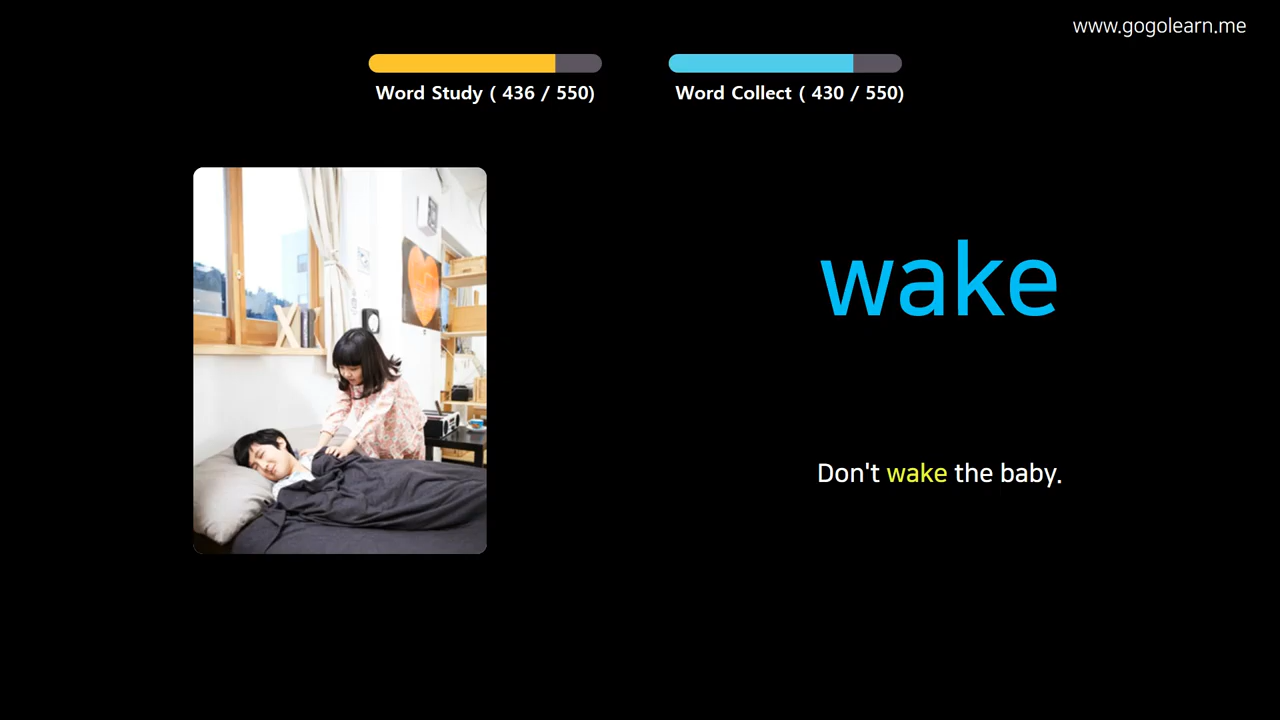 www.gogolearn.me
Word Study ( 436 / 550)
Word Collect ( 430 / 550)
wake
Don't wake the baby.